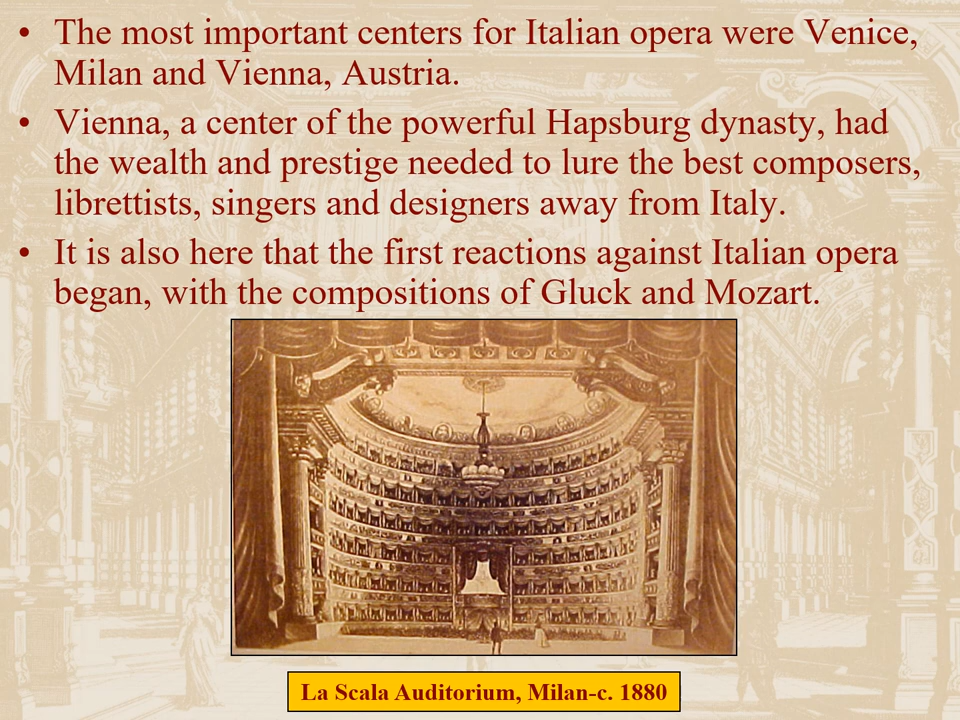 • The most important centers for Italian opera were Venice,
Milan and Vienna, Austria.
• Vienna, a center of the powerful Hapsburg dynasty, had
the wealth and prestige needed to lure the best composers,
librettists, singers and designers away from Italy.
• It is also here that the first reactions against Italian opera
began, with the compositions of Gluck and Mozart.
La Scala Auditorium, Milan-c. 1880